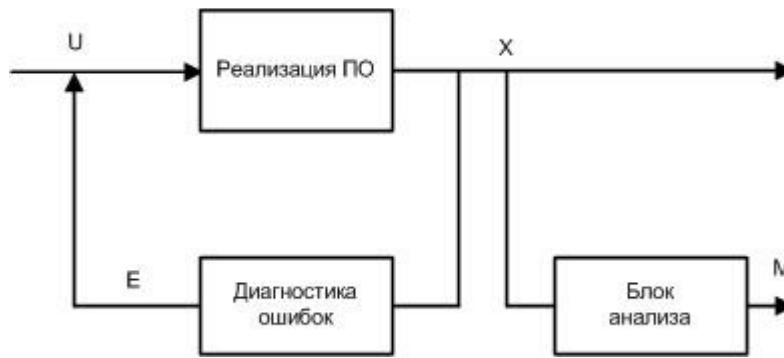 U
X
Реализация ПО
E
M
Диагностика
ошибок
Блок
анализа